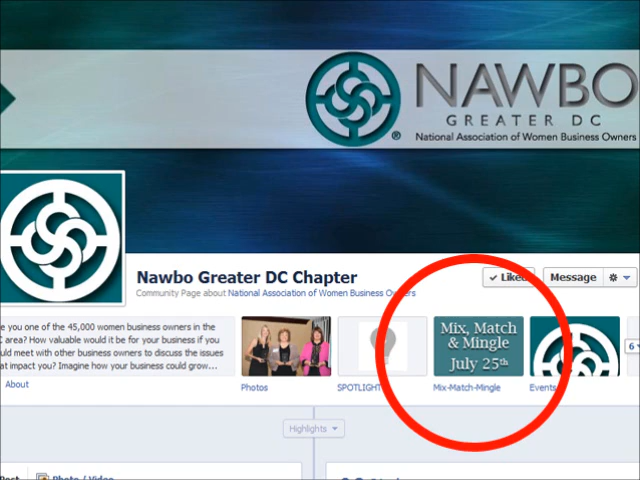 NAWBO
GREATER DC
®
National Association of Women Business Owners
Nawbo Greater DC Chapter
Community Page about National Association of Women Business Owners
✓ Liked
Message
e you one of the 45,000 women business owners in the
C area? How valuable would it be for your business if you
uld meet with other business owners to discuss the issues
at impact you? Imagine how your business could grow...
About
Photos
SPOTLIGHT
Mix, Match
& Mingle
July 25th
Mix-Match-Mingle
Events
6
Highlights
Post
Photo / Video